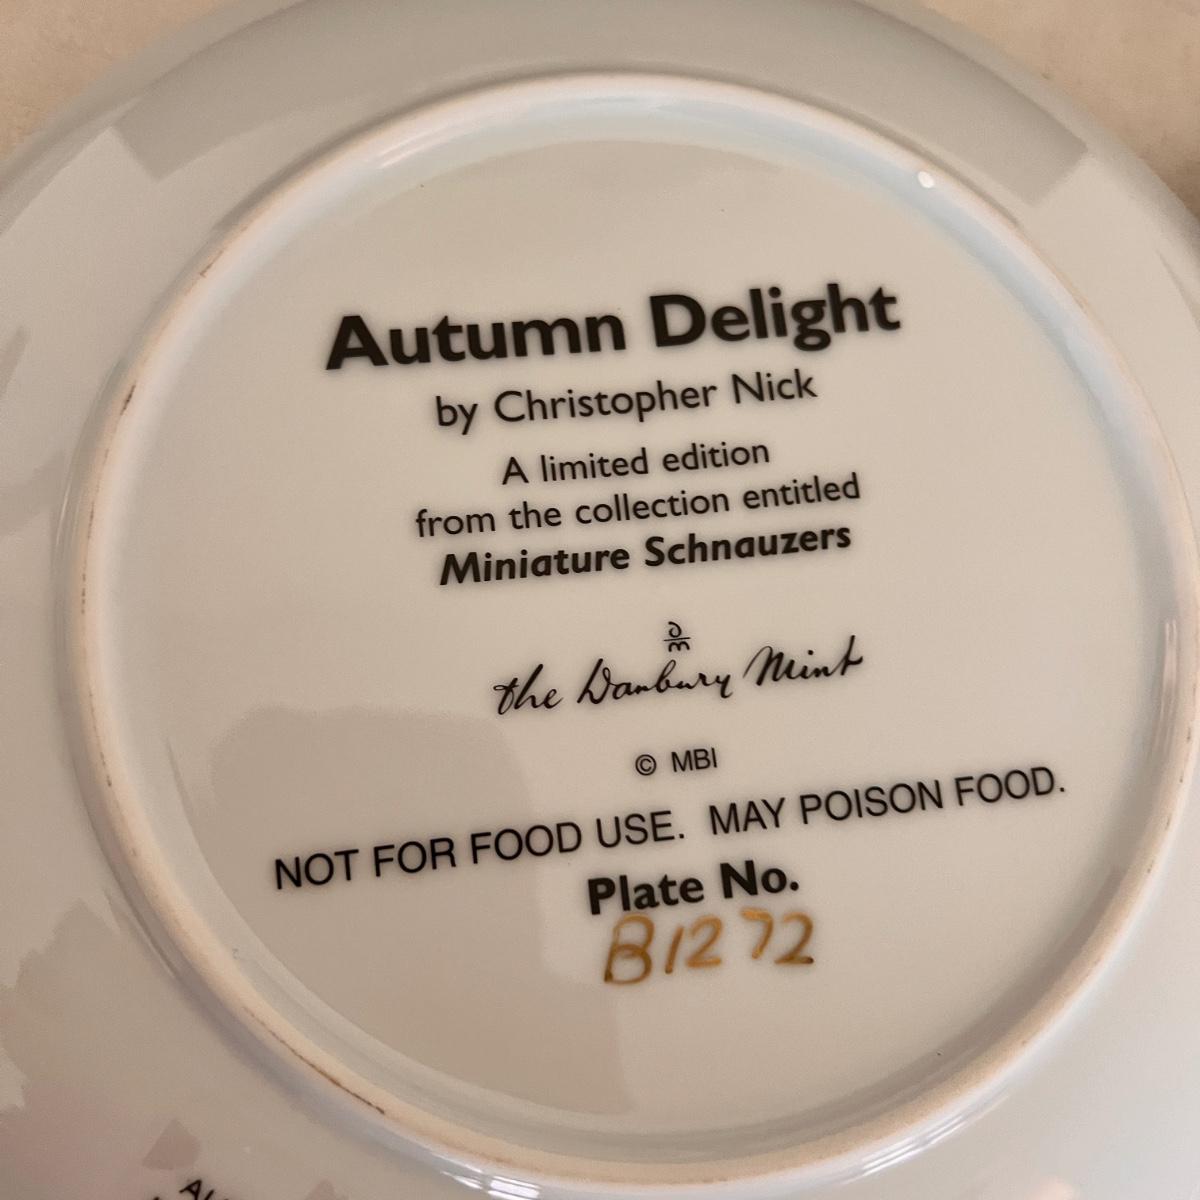 Autumn Delight
by Christopher Nick
A limited edition
from the collection entitled
Miniature Schnauzers
the Danbury Mint
© MBI
NOT FOR FOOD USE. MAY POISON FOOD.
Plate No.
B1272